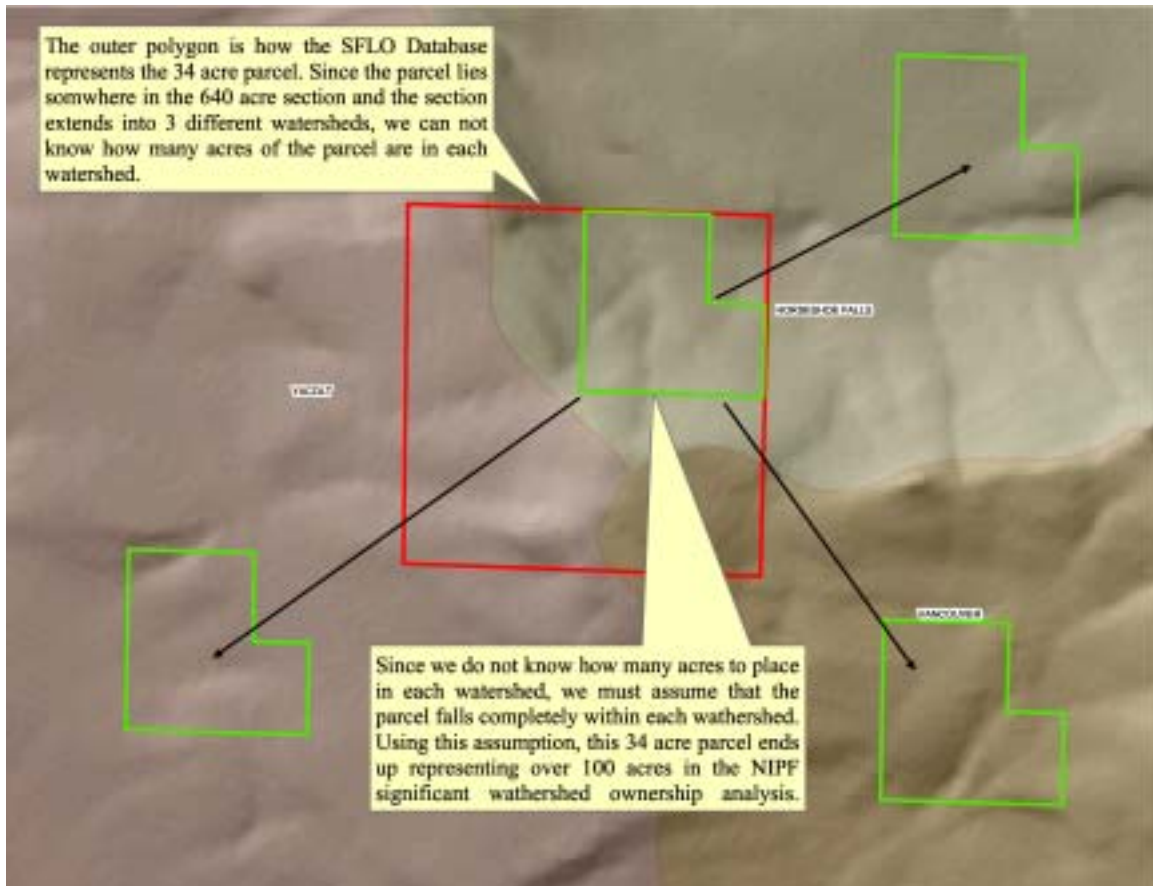 The outer polygon is how the SFLO Database
represents the 34 acre parcel. Since the parcel lies
somwhere in the 640 acre section and the section
extends into 3 different watersheds, we can not
know how many acres of the parcel are in each
watershed.
HORSESHOE FALLS
YACOLT
VANCOUVER
Since we do not know how many acres to place
in each watershed, we must assume that the
parcel falls completely within each wathershed.
Using this assumption, this 34 acre parcel ends
up representing over 100 acres in the NIPF
significant wathershed ownership analysis.